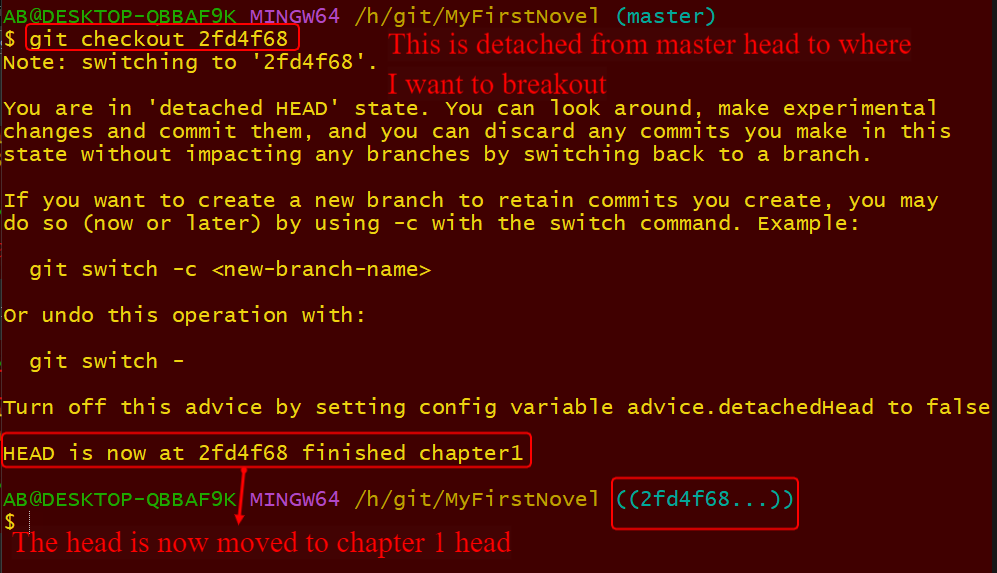 AB@DESKTOP-QBBAF9K MINGW64 /h/git/MyFirstNovel (master)
$ git checkout 2fd4f68
This is detached from master head to where
Note: switching to '2fd4f68'.
I want to breakout
You are in 'detached HEAD' state. You can look around, make experimental
changes and commit them, and you can discard any commits you make in this
state without impacting any branches by switching back to a branch.
If you want to create a new branch to retain commits you create, you may
do so (now or later) by using -c with the switch command. Example:
git switch -c <new-branch-name>
Or undo this operation with:
git switch -
Turn off this advice by setting config variable advice.detachedHead to false
HEAD is now at 2fd4f68 finished chapter1
AB@DESKTOP-QBBAF9K MINGW64 /h/git/MyFirstNovel ((2fd4f68...))
$
The head is now moved to chapter 1 head